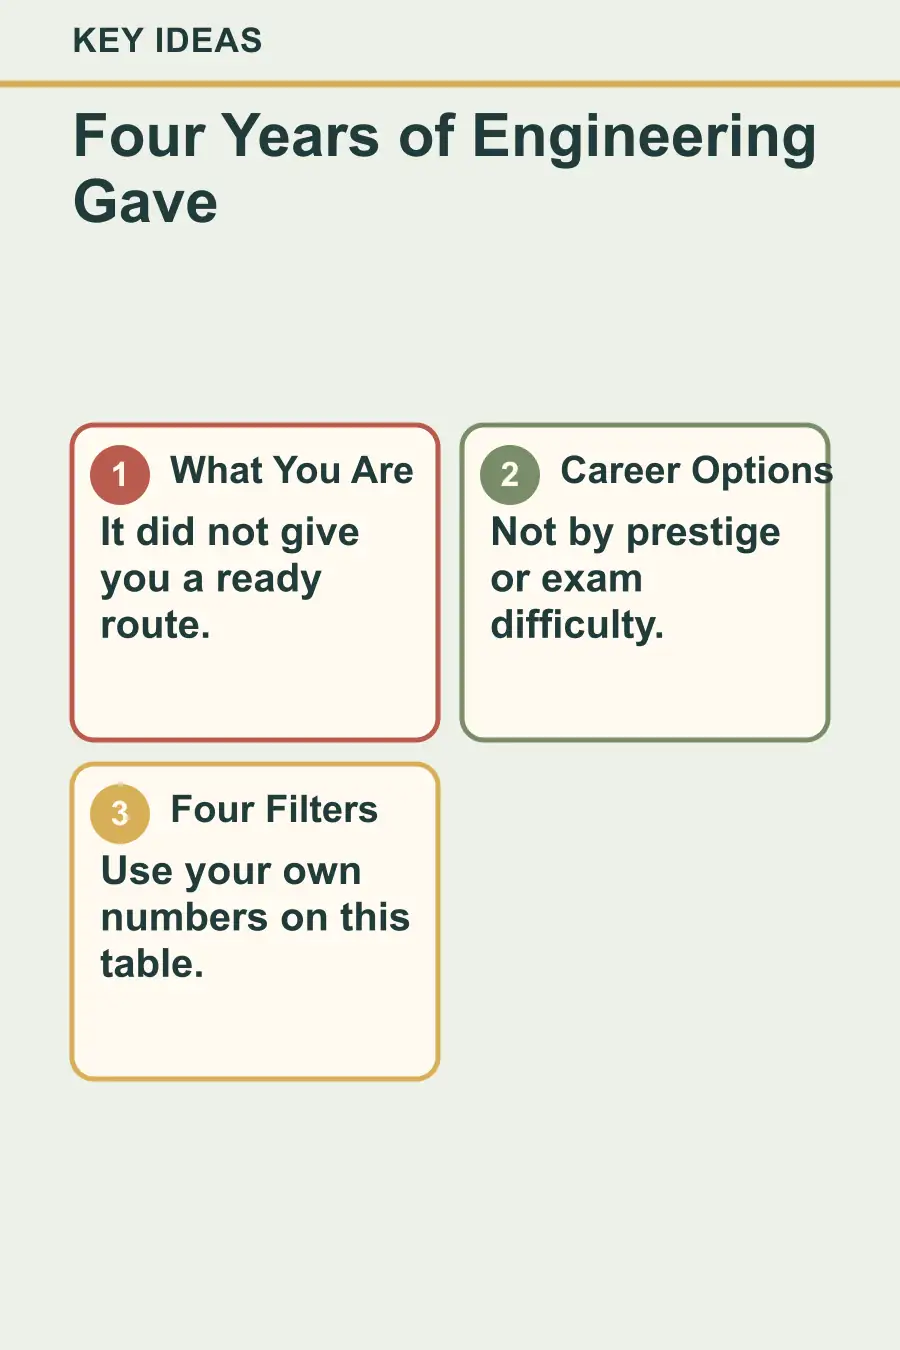 KEY IDEAS
Four Years of Engineering
Gave
1 What You Are
It did not give
you a ready
route.
2 Career Options
Not by prestige
or exam
difficulty.
3 Four Filters
Use your own
numbers on this
table.